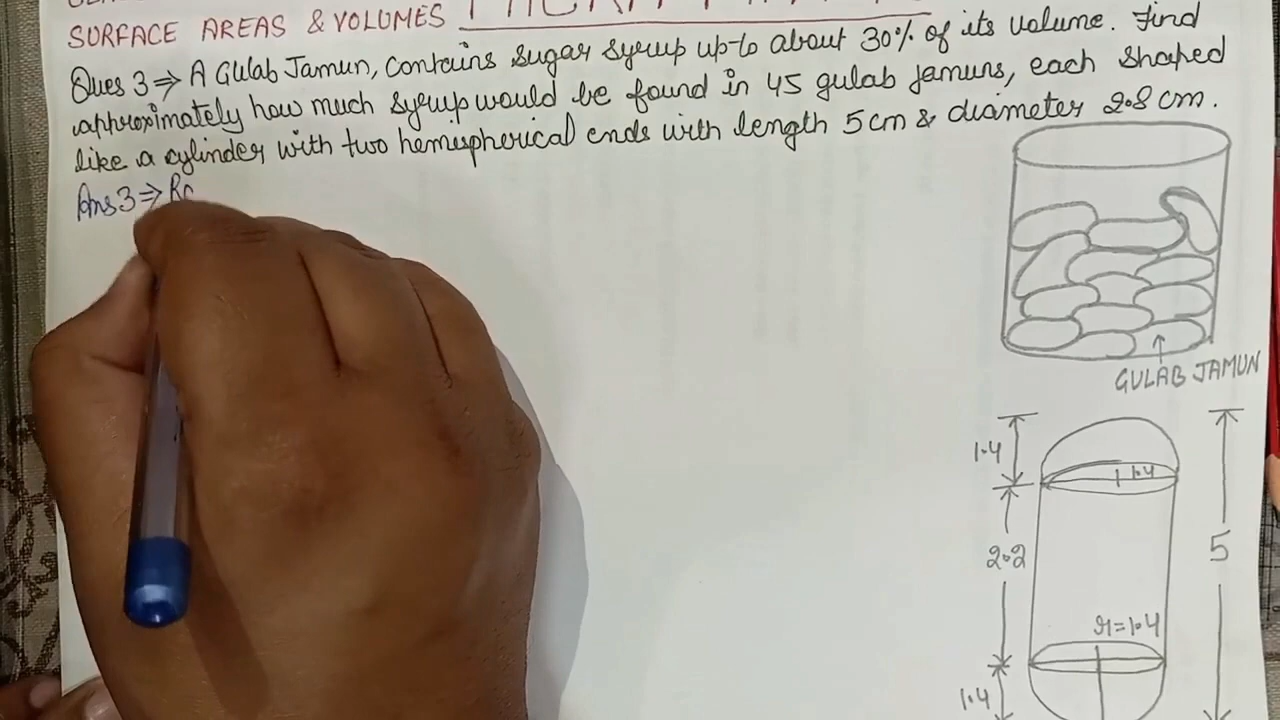 SURFACE AREAS & VOLUMES
Ques 3 ⇒ A Gulab Jamun, contains sugar syrup up-to about 30% of its volume. Find
approximately how much syrup would be found in 45 gulab jamuns, each shaped
like a cylinder with two hemispherical ends with length 5 cm & diameter 2.8 cm.
Ans 3 ⇒
GULAB JAMUN
1.4
1.4
2.2
5
r=1.4
1.4